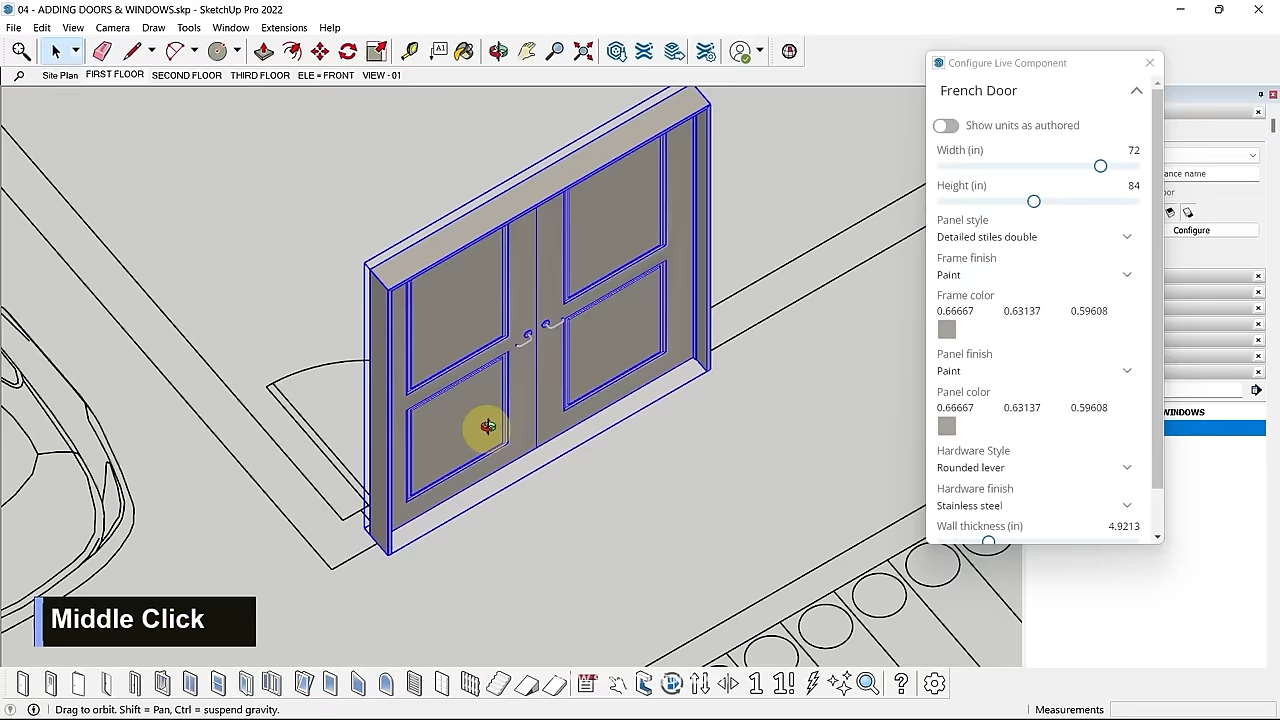 04 - ADDING DOORS & WINDOWS.skp - SketchUp Pro 2022
File Edit View Camera Draw Tools Window Extensions Help
A1
Site Plan FIRST FLOOR SECOND FLOOR THIRD FLOOR ELE = FRONT VIEW - 01
Configure Live Component
French Door
Show units as authored
Width (in) 72
Height (in) 84
Panel style
Detailed stiles double
Frame finish
Paint
Frame color
0.66667 0.63137 0.59608
Panel finish
Paint
Panel color
0.66667 0.63137 0.59608
Hardware Style
Rounded lever
Hardware finish
Stainless steel
Wall thickness (in) 4.9213
ance name
or
Configure
WINDOWS
Middle Click
1 1! ?
Drag to orbit. Shift = Pan, Ctrl = suspend gravity.
Measurements